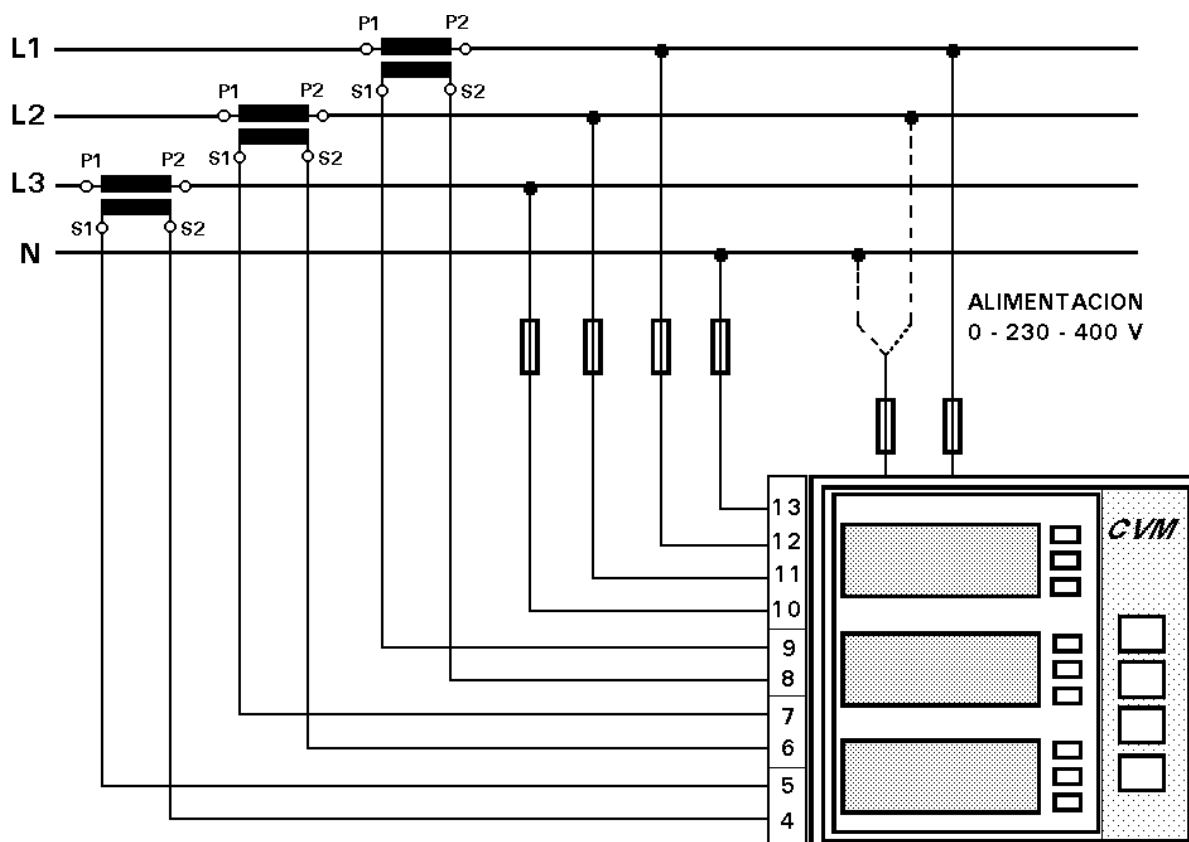 P1 P2
L1
S1 S2
P1 P2
L2
S1 S2
P1 P2
L3
S1 S2
N
ALIMENTACION
0 - 230 - 400 V
13
CVM
12
11
10
9
8
7
6
5
4